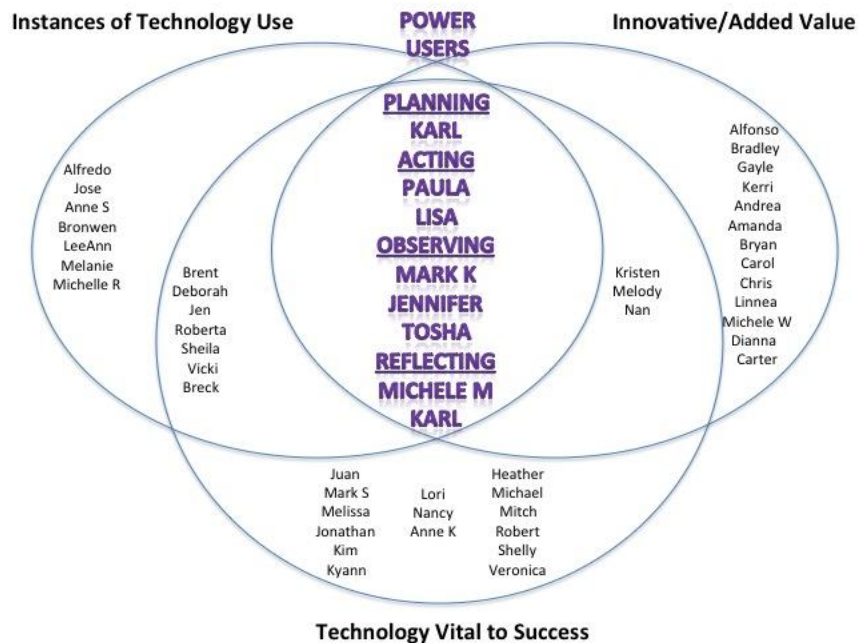 Instances of Technology Use
POWER
USERS
Innovative/Added Value
PLANNING
KARL
ACTING
PAULA
LISA
OBSERVING
MARK K
JENNIFER
TOSHA
REFLECTING
MICHELE M
KARL
Alfredo
Jose
Anne S
Bronwen
LeeAnn
Melanie
Michelle R
Brent
Deborah
Jen
Roberta
Sheila
Vicki
Breck
Kristen
Melody
Nan
Alfonso
Bradley
Gayle
Kerri
Andrea
Amanda
Bryan
Carol
Chris
Linnea
Michele W
Dianna
Carter
Juan
Mark S
Melissa
Jonathan
Kim
Kyann
Lori
Nancy
Anne K
Heather
Michael
Mitch
Robert
Shelly
Veronica
Technology Vital to Success